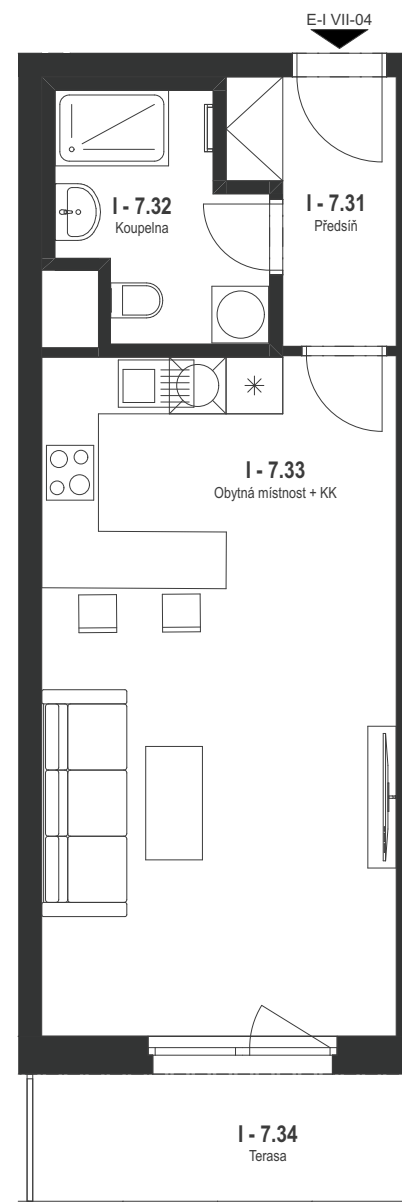 E-I VII-04
I - 7.32
Koupelna
I - 7.31
Předsíň
I - 7.33
Obytná místnost + KK
I - 7.34
Terasa